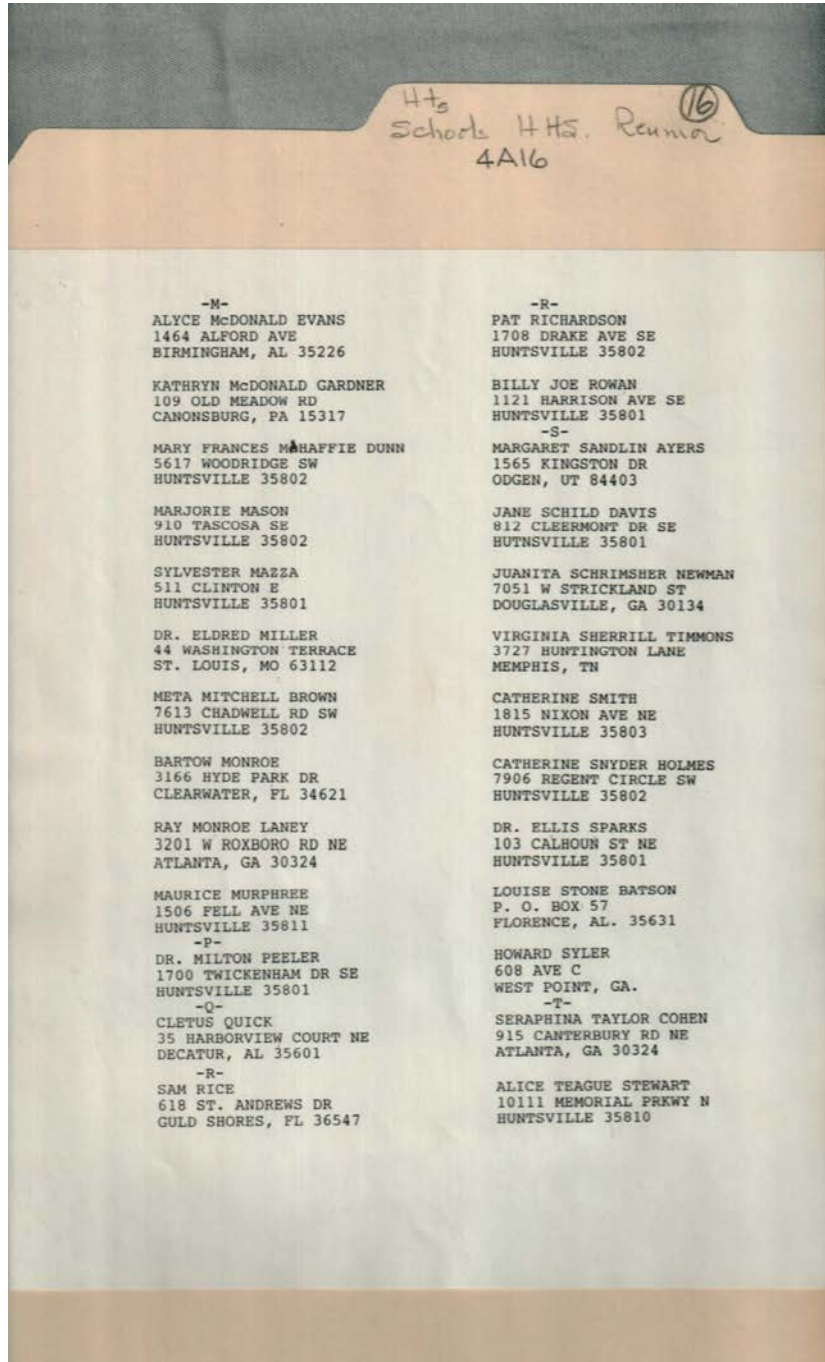 Hts
Schools HHS. Reunion
16
4A16
-M-
ALYCE McDONALD EVANS
1464 ALFORD AVE
BIRMINGHAM, AL 35226
KATHRYN McDONALD GARDNER
109 OLD MEADOW RD
CANONSBURG, PA 15317
MARY FRANCES MAHAFFIE DUNN
5617 WOODRIDGE SW
HUNTSVILLE 35802
MARJORIE MASON
910 TASCOSA SE
HUNTSVILLE 35802
SYLVESTER MAZZA
511 CLINTON E
HUNTSVILLE 35801
DR. ELDRED MILLER
44 WASHINGTON TERRACE
ST. LOUIS, MO 63112
META MITCHELL BROWN
7613 CHADWELL RD SW
HUNTSVILLE 35802
BARTOW MONROE
3166 HYDE PARK DR
CLEARWATER, FL 34621
RAY MONROE LANEY
3201 W ROXBORO RD NE
ATLANTA, GA 30324
MAURICE MURPHREE
1506 FELL AVE NE
HUNTSVILLE 35811
-P-
DR. MILTON PEELER
1700 TWICKENHAM DR SE
HUNTSVILLE 35801
-Q-
CLETUS QUICK
35 HARBORVIEW COURT NE
DECATUR, AL 35601
-R-
SAM RICE
618 ST. ANDREWS DR
GULD SHORES, FL 36547
-R-
PAT RICHARDSON
1708 DRAKE AVE SE
HUNTSVILLE 35802
BILLY JOE ROWAN
1121 HARRISON AVE SE
HUNTSVILLE 35801
-S-
MARGARET SANDLIN AYERS
1565 KINGSTON DR
ODGEN, UT 84403
JANE SCHILD DAVIS
812 CLEERMONT DR SE
HUTNSVILLE 35801
JUANITA SCHRIMSHER NEWMAN
7051 W STRICKLAND ST
DOUGLASVILLE, GA 30134
VIRGINIA SHERRILL TIMMONS
3727 HUNTINGTON LANE
MEMPHIS, TN
CATHERINE SMITH
1815 NIXON AVE NE
HUNTSVILLE 35803
CATHERINE SNYDER HOLMES
7906 REGENT CIRCLE SW
HUNTSVILLE 35802
DR. ELLIS SPARKS
103 CALHOUN ST NE
HUNTSVILLE 35801
LOUISE STONE BATSON
P. O. BOX 57
FLORENCE, AL. 35631
HOWARD SYLER
608 AVE C
WEST POINT, GA.
-T-
SERAPHINA TAYLOR COHEN
915 CANTERBURY RD NE
ATLANTA, GA 30324
ALICE TEAGUE STEWART
10111 MEMORIAL PRKWY N
HUNTSVILLE 35810